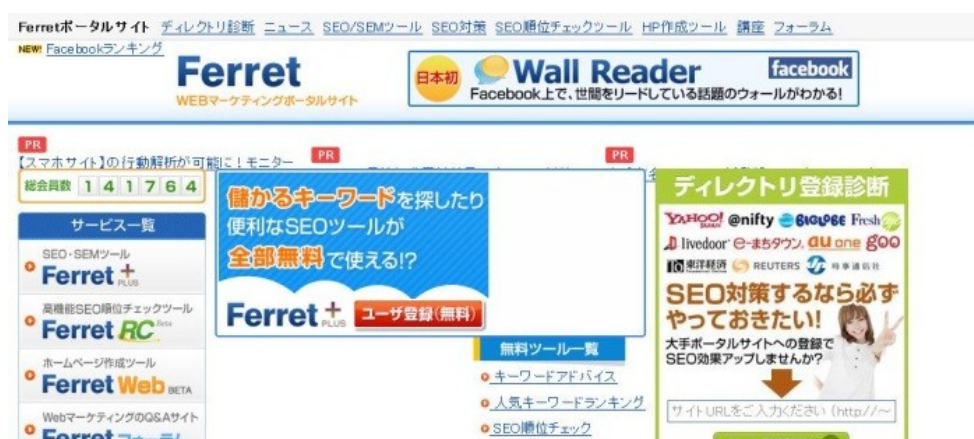 Ferretポータルサイト ディレクトリ診断 ニュース SEO/SEMツール SEO対策 SEO順位チェックツール HP作成ツール 講座 フォーラム
NEW! Facebookランキング
Ferret
WEBマーケティングポータルサイト
日本初 Wall Reader facebook
Facebook上で、世間をリードしている話題のウォールがわかる!
PR
【スマホサイト】の行動解析が可能に!モニター
PR
PR
総会員数 1 4 1 7 6 4
サービス一覧
SEO・SEMツール
Ferret+ PLUS
高機能SEO順位チェックツール
Ferret RC Beta
ホームページ作成ツール
Ferret Web BETA
WebマーケティングのQ&Aサイト
Ferret フォーラム
儲かるキーワードを探したり
便利なSEOツールが
全部無料で使える!?
Ferret+ PLUS ユーザ登録(無料)
無料ツール一覧
キーワードアドバイス
人気キーワードランキング
SEO順位チェック
ディレクトリ登録診断
YAHOO! JAPAN @nifty BIGLOBE Fresh
livedoor e-まちタウン au one goo
東洋経済 REUTERS 時事通信社
SEO対策するなら必ず
やっておきたい!
大手ポータルサイトへの登録で
SEO効果アップしませんか?
サイトURLをご入力ください (http://~